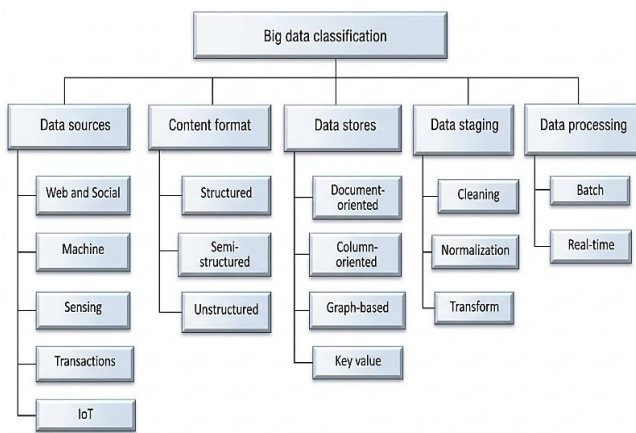 Big data classification
Data sources
Content format
Data stores
Data staging
Data processing
Web and Social
Machine
Sensing
Transactions
IoT
Structured
Semi-
structured
Unstructured
Document-
oriented
Column-
oriented
Graph-based
Key value
Cleaning
Normalization
Transform
Batch
Real-time